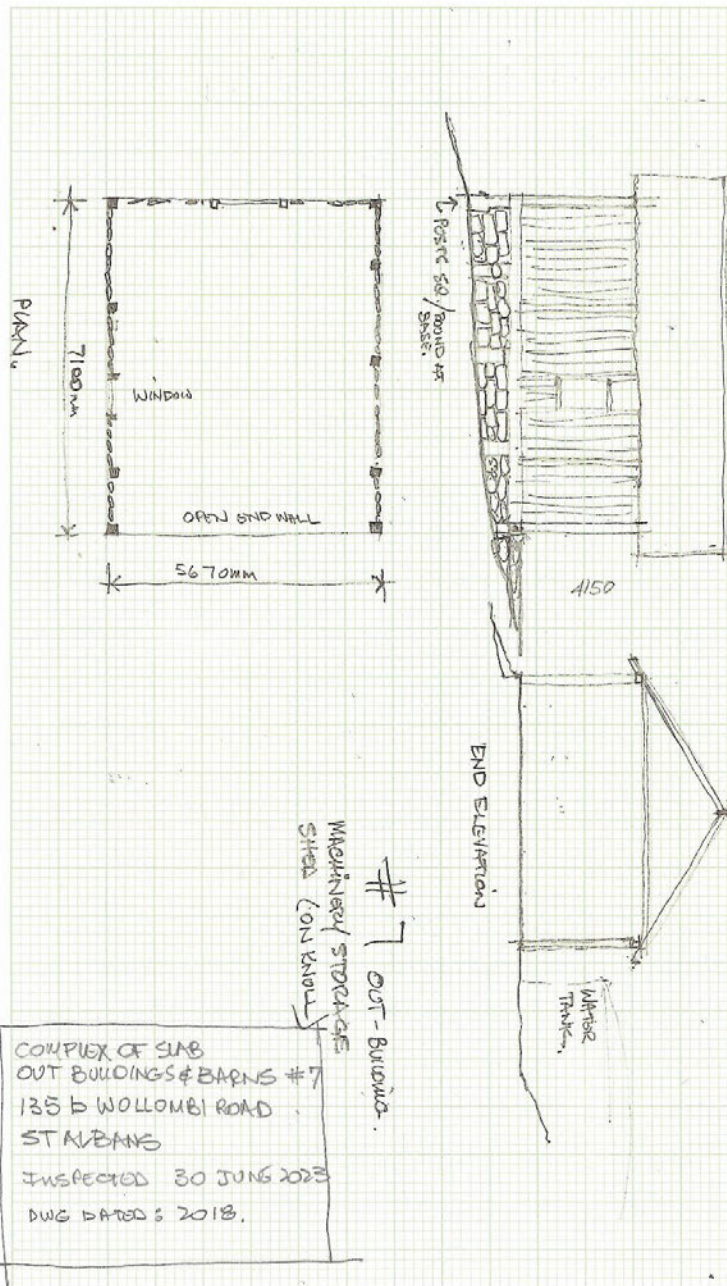 POSTS SQ./ROUND AT
BASE.
PLAN.
7100mm
WINDOW
OPEN END WALL
5670mm
4150
END ELEVATION
WATER
TANK.
#7 OUT-BUILDING.
MACHINERY STORAGE
SHED (ON KNOLL)
COMPLEX OF SLAB
OUT BUILDINGS & BARNS #7
135 b WOLLOMBI ROAD
ST ALBANS
INSPECTED 30 JUNE 2023
DWG DATED: 2018.